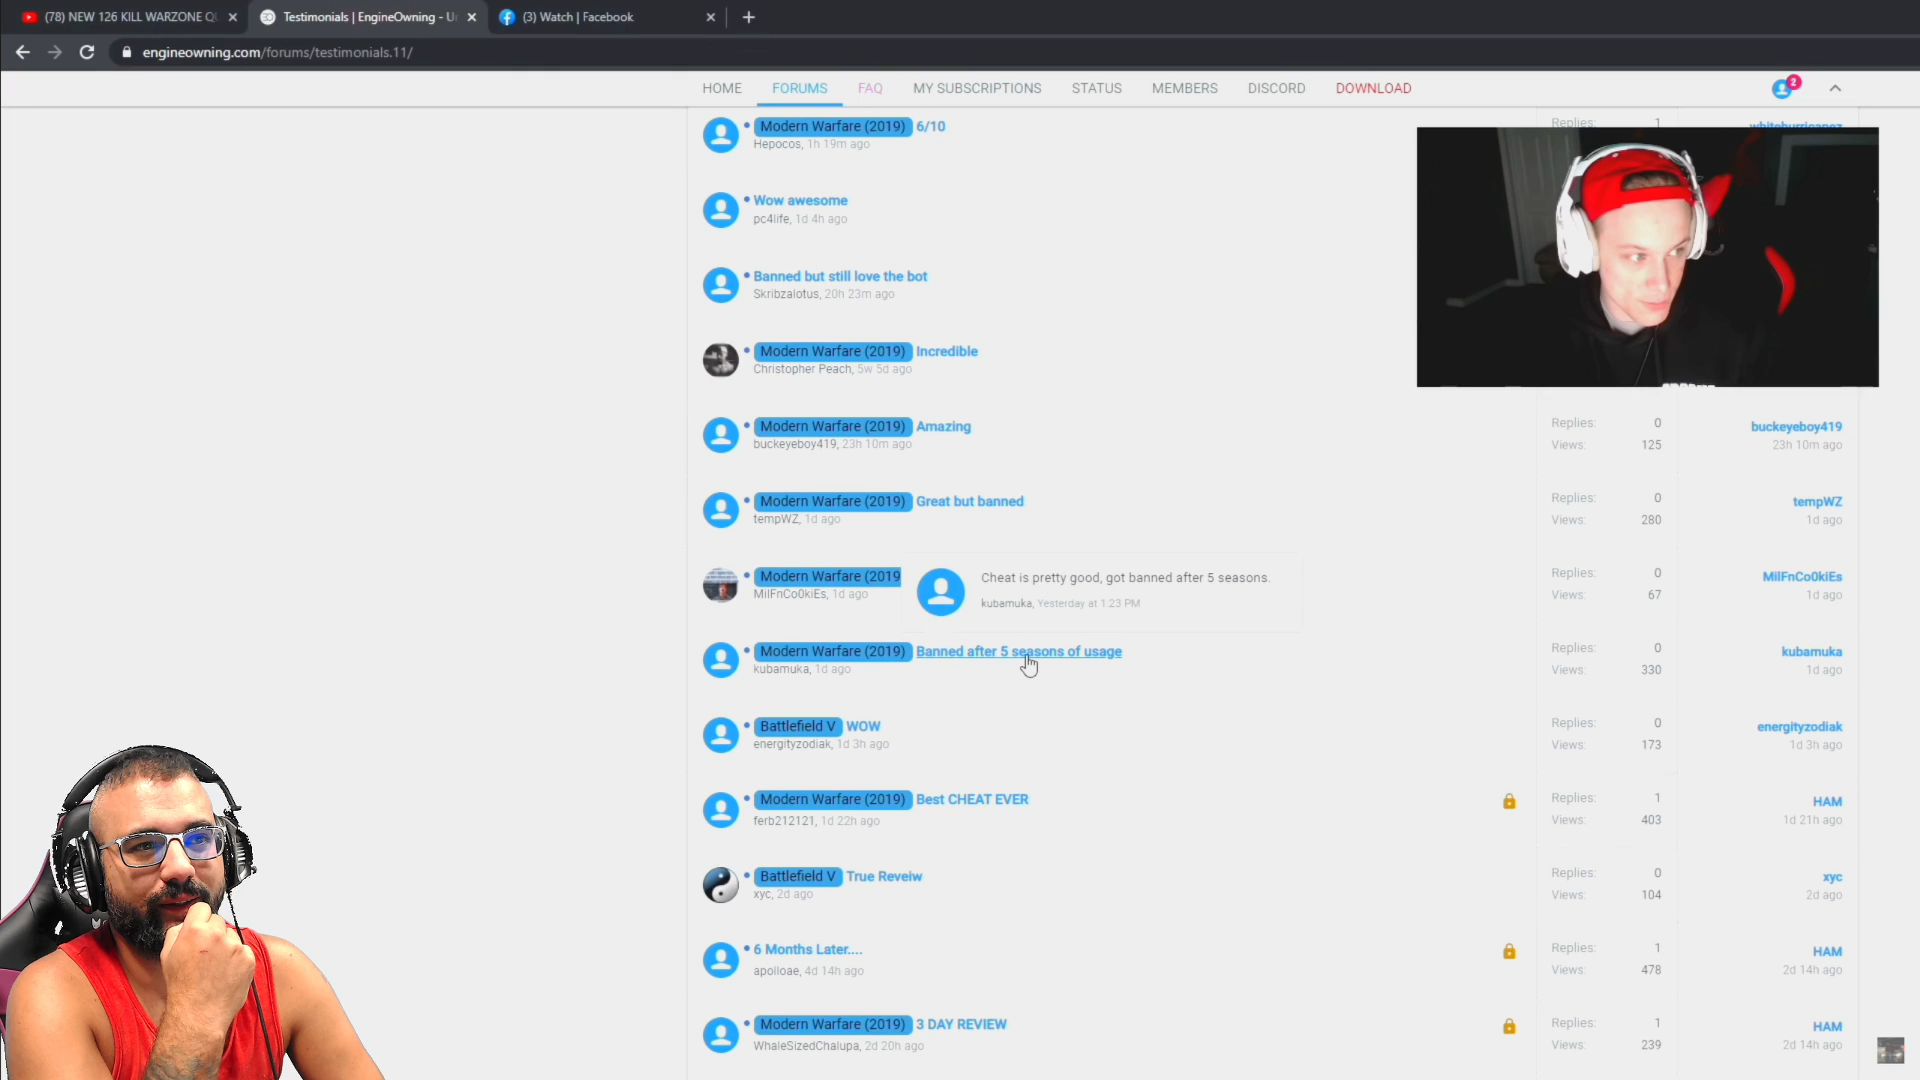 (78) NEW 126 KILL WARZONE QU
Testimonials | EngineOwning - Un
(3) Watch | Facebook
engineowning.com/forums/testimonials.11/
HOME FORUMS FAQ MY SUBSCRIPTIONS STATUS MEMBERS DISCORD DOWNLOAD 2
Modern Warfare (2019) 6/10
Hepocos, 1h 19m ago
Replies: 1
Wow awesome
pc4life, 1d 4h ago
Banned but still love the bot
Skribzalotus, 20h 23m ago
Modern Warfare (2019) Incredible
Christopher Peach, 5w 5d ago
Modern Warfare (2019) Amazing
buckeyeboy419, 23h 10m ago
Replies: 0
Views: 125
buckeyeboy419
23h 10m ago
Modern Warfare (2019) Great but banned
tempWZ, 1d ago
Replies: 0
Views: 280
tempWZ
1d ago
Modern Warfare (2019
MilFnCo0kiEs, 1d ago
Cheat is pretty good, got banned after 5 seasons.
kubamuka, Yesterday at 1:23 PM
Replies: 0
Views: 67
MilFnCo0kiEs
1d ago
Modern Warfare (2019) Banned after 5 seasons of usage
kubamuka, 1d ago
Replies: 0
Views: 330
kubamuka
1d ago
Battlefield V WOW
energityzodiak, 1d 3h ago
Replies: 0
Views: 173
energityzodiak
1d 3h ago
Modern Warfare (2019) Best CHEAT EVER
ferb212121, 1d 22h ago
Replies: 1
Views: 403
HAM
1d 21h ago
Battlefield V True Reveiw
xyc, 2d ago
Replies: 0
Views: 104
xyc
2d ago
6 Months Later....
apolloae, 4d 14h ago
Replies: 1
Views: 478
HAM
2d 14h ago
Modern Warfare (2019) 3 DAY REVIEW
WhaleSizedChalupa, 2d 20h ago
Replies: 1
Views: 239
HAM
2d 14h ago